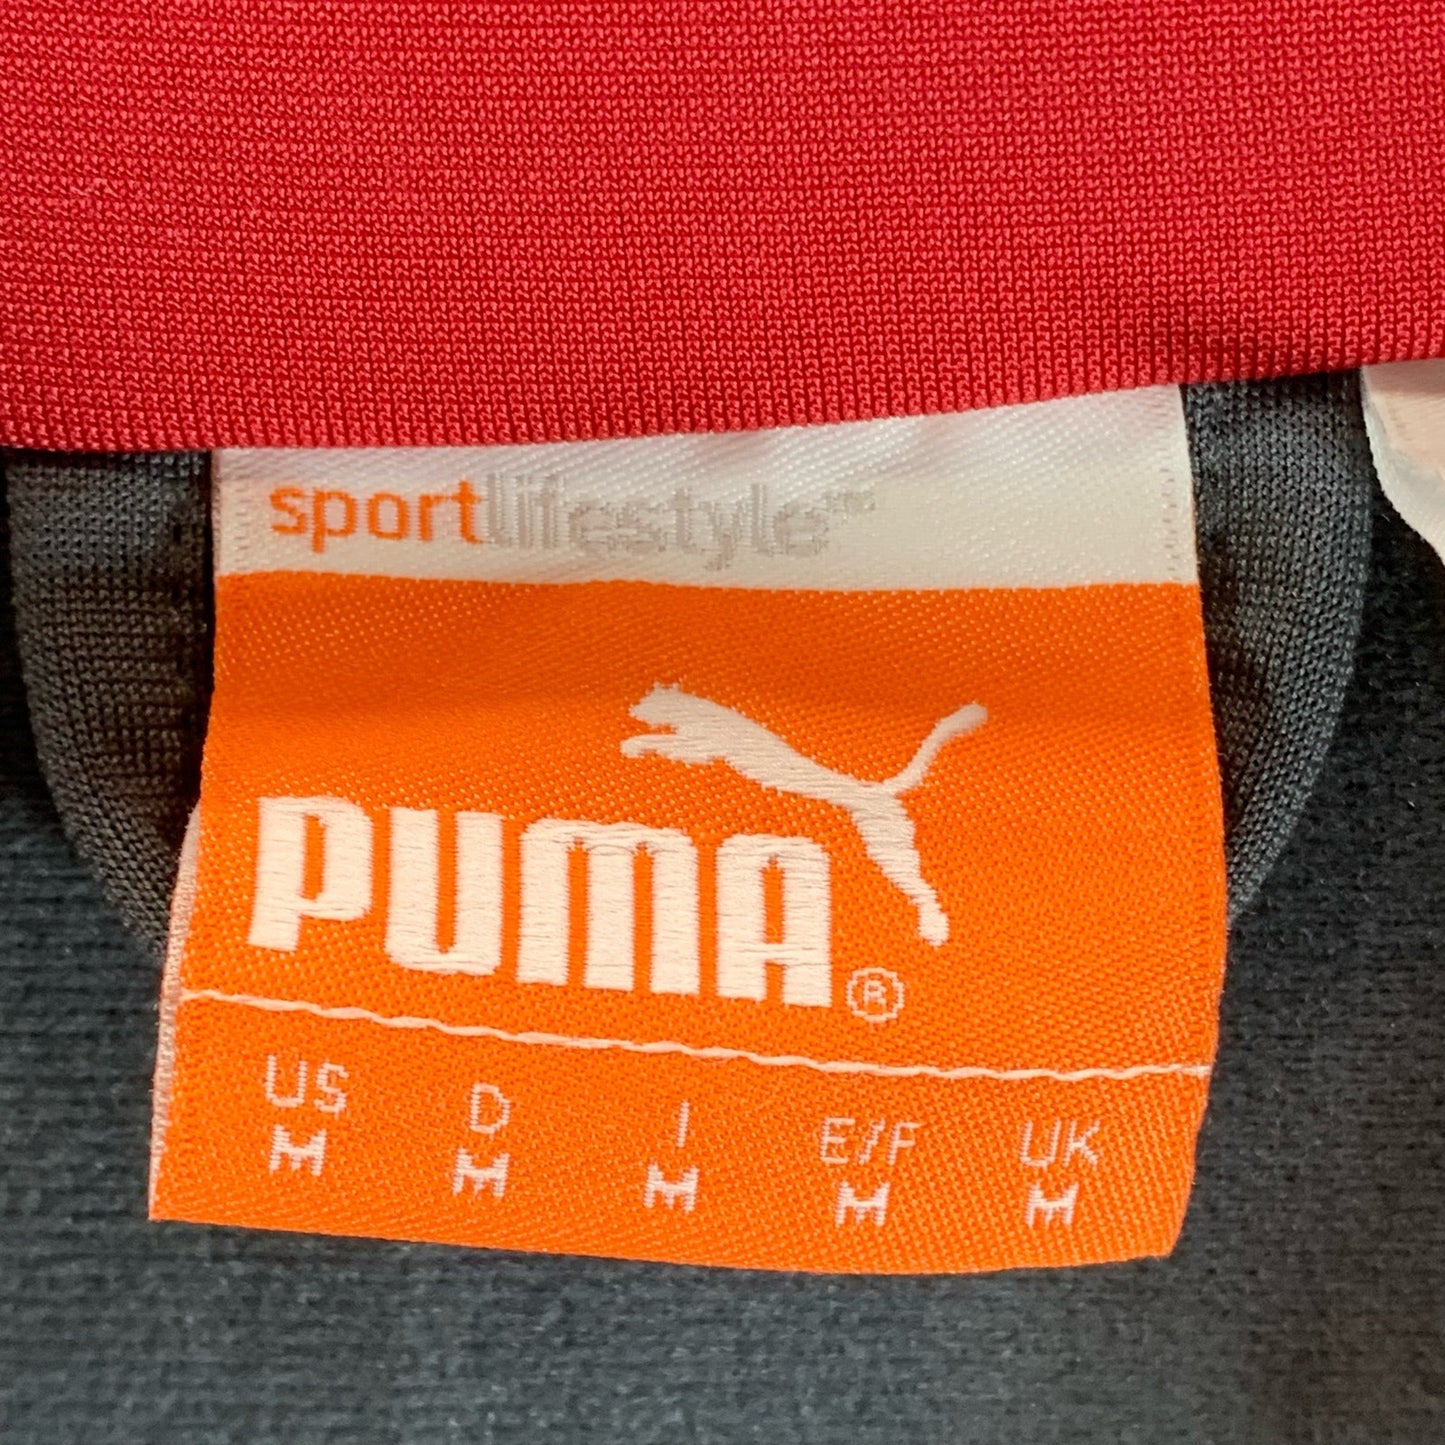 sportlifestyle™
PUMA®
US D I E/F UK
M M M M M